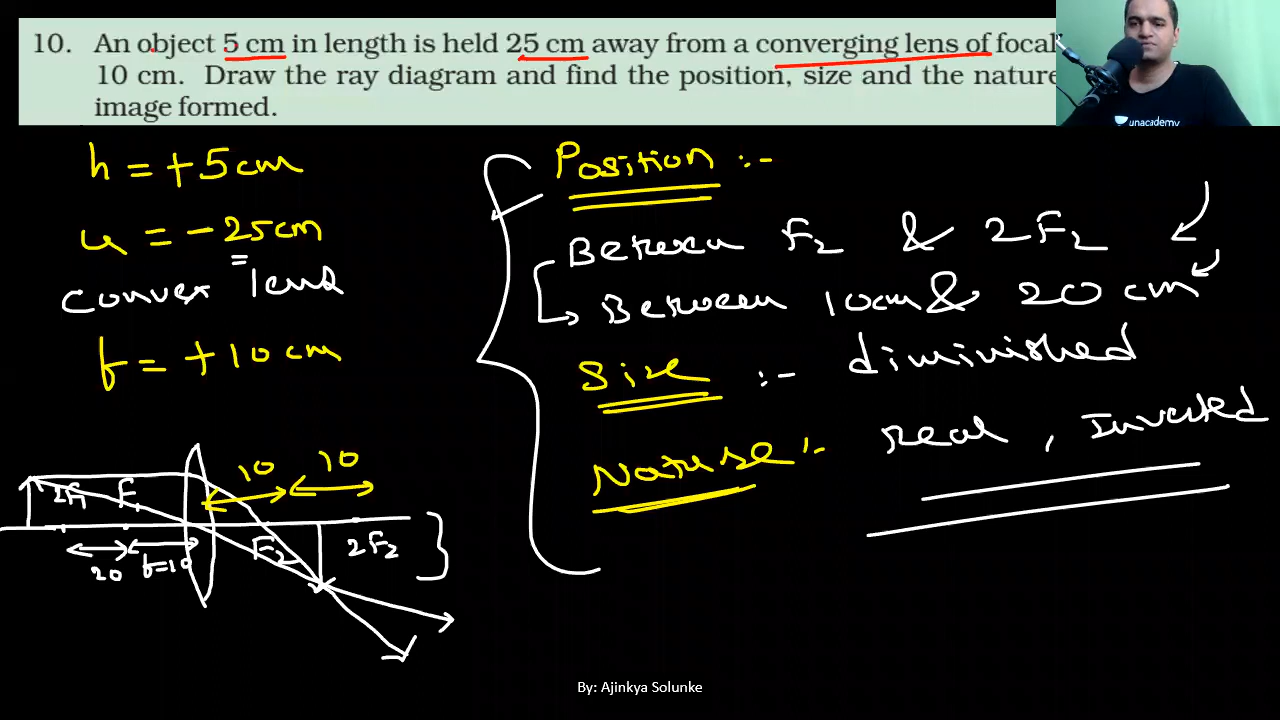 10. An object 5 cm in length is held 25 cm away from a converging lens of focal
10 cm. Draw the ray diagram and find the position, size and the nature
image formed.
unacademy
h = +5cm
u = -25cm
convex lens
f = +10cm
Position :-
Between F2 & 2F2
Between 10cm & 20 cm
Size :- diminished
Nature :- real, Inverted
10 10
2F1 F1
F2 2F2
20 f=10
By: Ajinkya Solunke